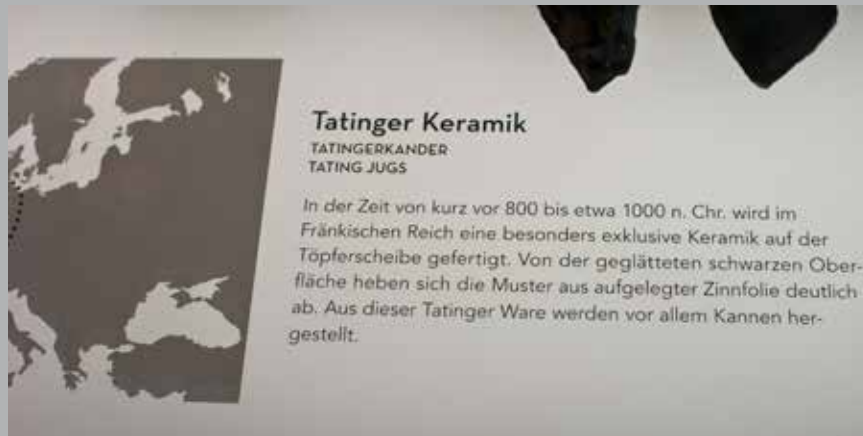 Tatinger Keramik
TATINGERKANDER
TATING JUGS
In der Zeit von kurz vor 800 bis etwa 1000 n. Chr. wird im
Fränkischen Reich eine besonders exklusive Keramik auf der
Töpferscheibe gefertigt. Von der geglätteten schwarzen Ober-
fläche heben sich die Muster aus aufgelegter Zinnfolie deutlich
ab. Aus dieser Tatinger Ware werden vor allem Kannen her-
gestellt.